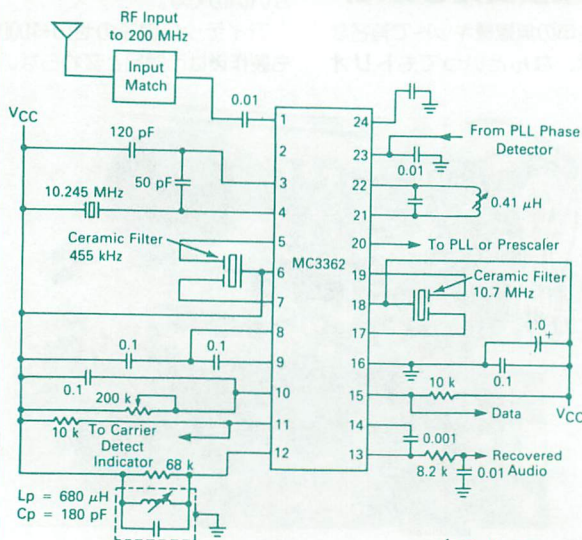 RF Input
to 200 MHz
Input
Match
0.01
VCC
120 pF
50 pF
10.245 MHz
Ceramic Filter
455 kHz
0.1
0.1
0.1
200 k
10 k
To Carrier
Detect
Indicator
68 k
Lp = 680 μH
Cp = 180 pF
1
2
3
4
5
6
7
8
9
10
11
12
MC3362
24
23
22
21
20
19
18
17
16
15
14
13
From PLL Phase
Detector
0.01
0.41 μH
To PLL or Prescaler
Ceramic Filter
10.7 MHz
1.0
+
0.1
10 k
VCC
Data
0.001
8.2 k
0.01
Recovered
Audio